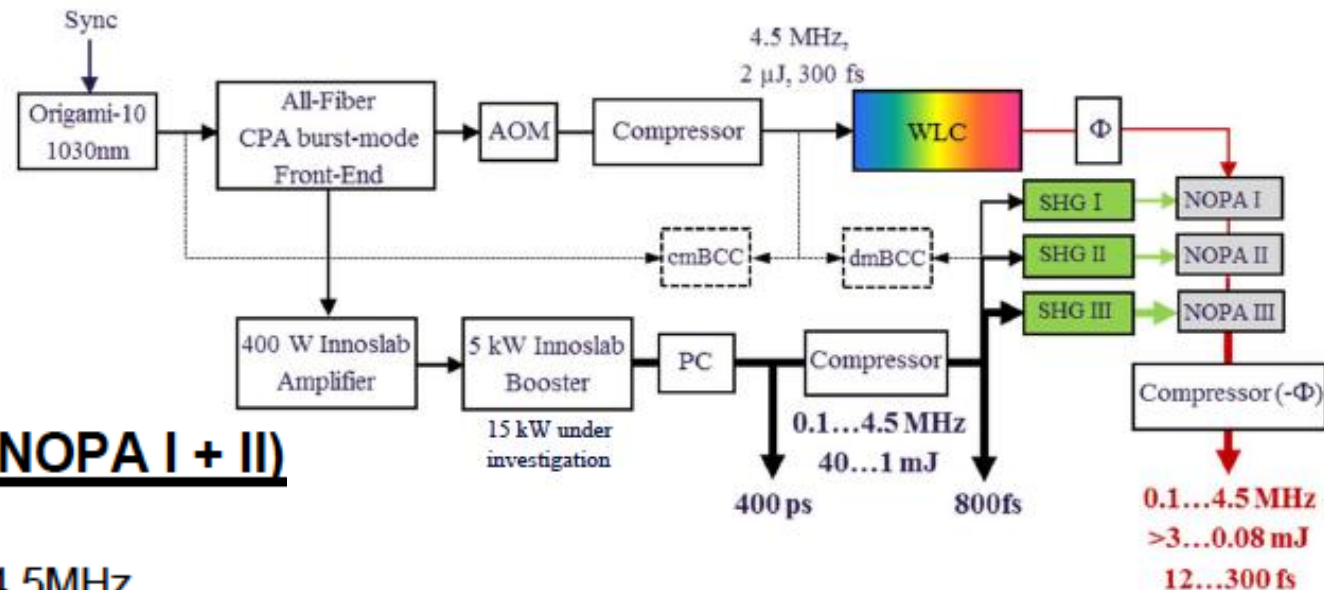 Sync
4.5 MHz,
2 µJ, 300 fs
Origami-10
1030nm
All-Fiber
CPA burst-mode
Front-End
AOM
Compressor
WLC
Φ
SHG I
NOPA I
cmBCC
dmBCC
SHG II
NOPA II
SHG III
NOPA III
400 W Innoslab
Amplifier
5 kW Innoslab
Booster
PC
Compressor
Compressor (-Φ)
15 kW under
investigation
0.1…4.5 MHz
40…1 mJ
NOPA I + II)
400 ps
800fs
0.1…4.5 MHz
>3…0.08 mJ
12…300 fs
4.5MHz